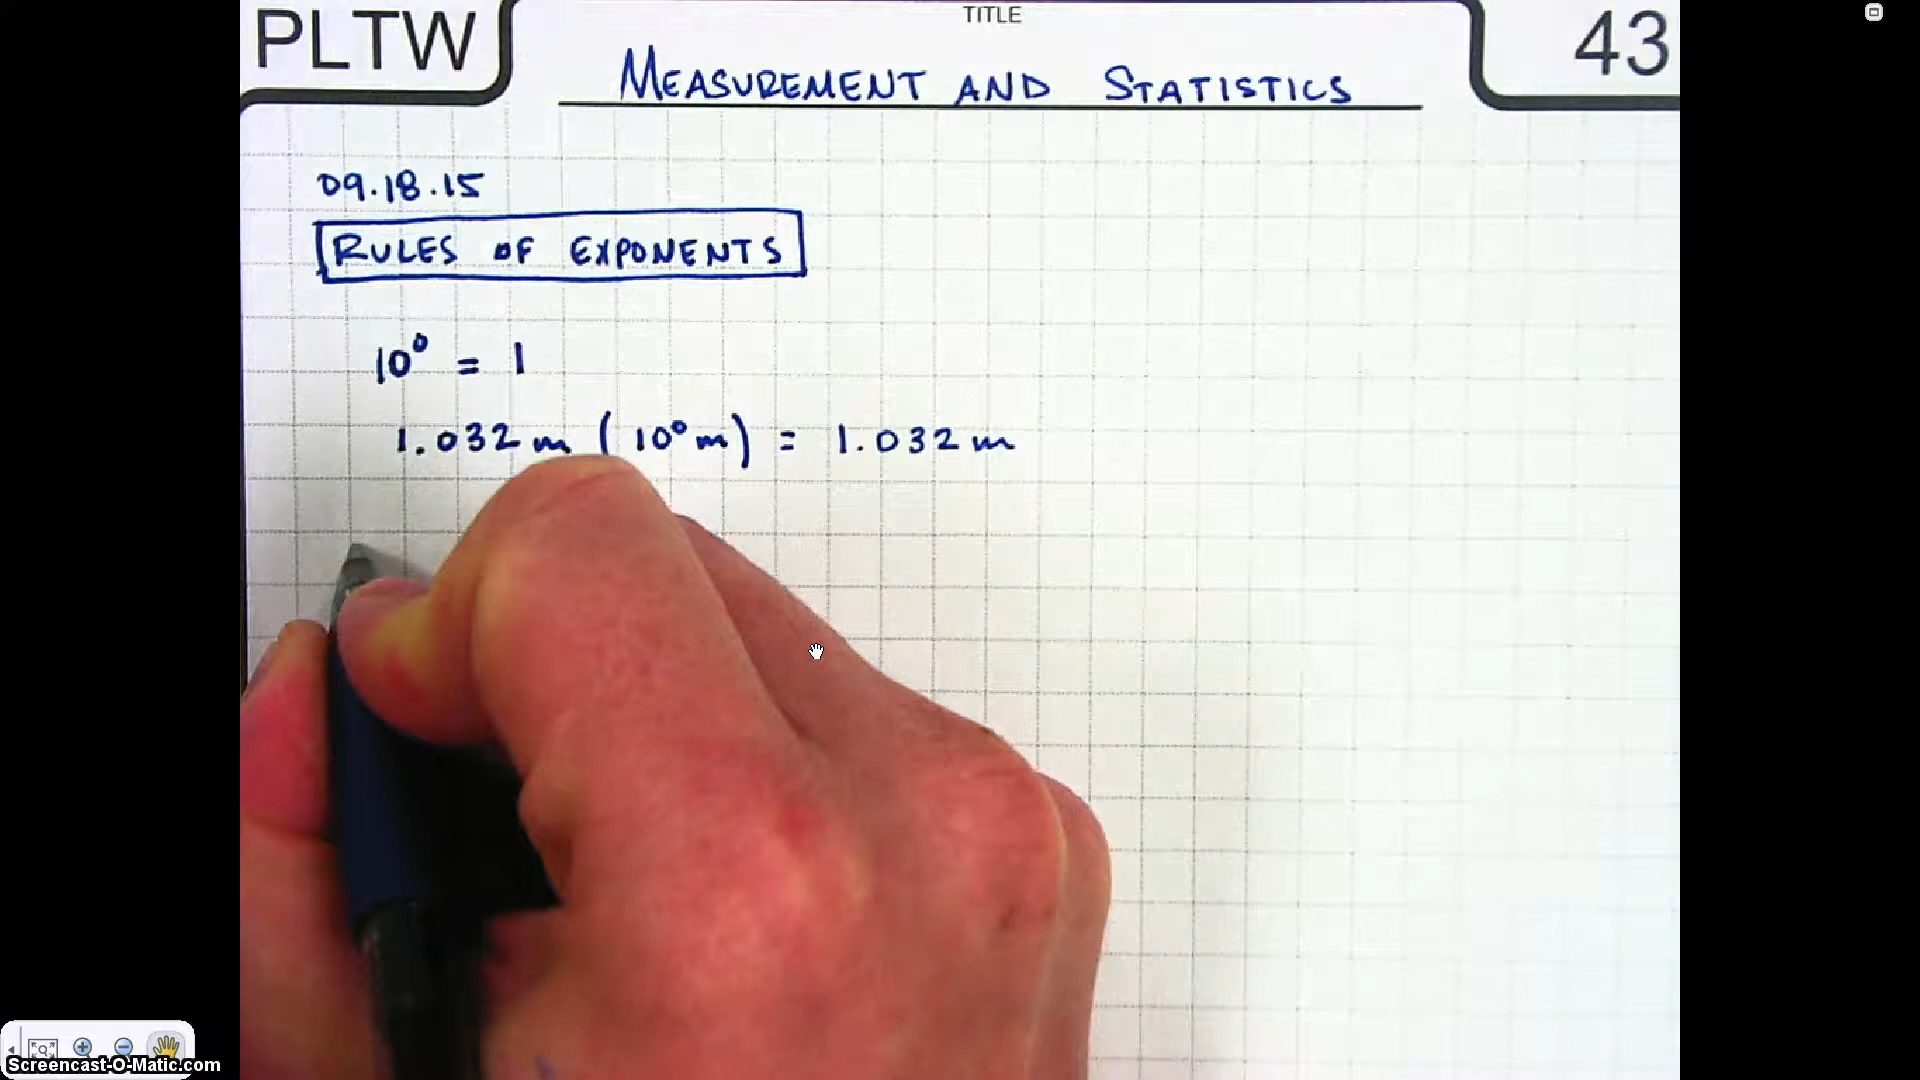 PLTW
TITLE
43
MEASUREMENT AND STATISTICS
09.18.15
RULES OF EXPONENTS
10⁰ = 1
1.032 m (10⁰ m) = 1.032 m
Screencast-O-Matic.com